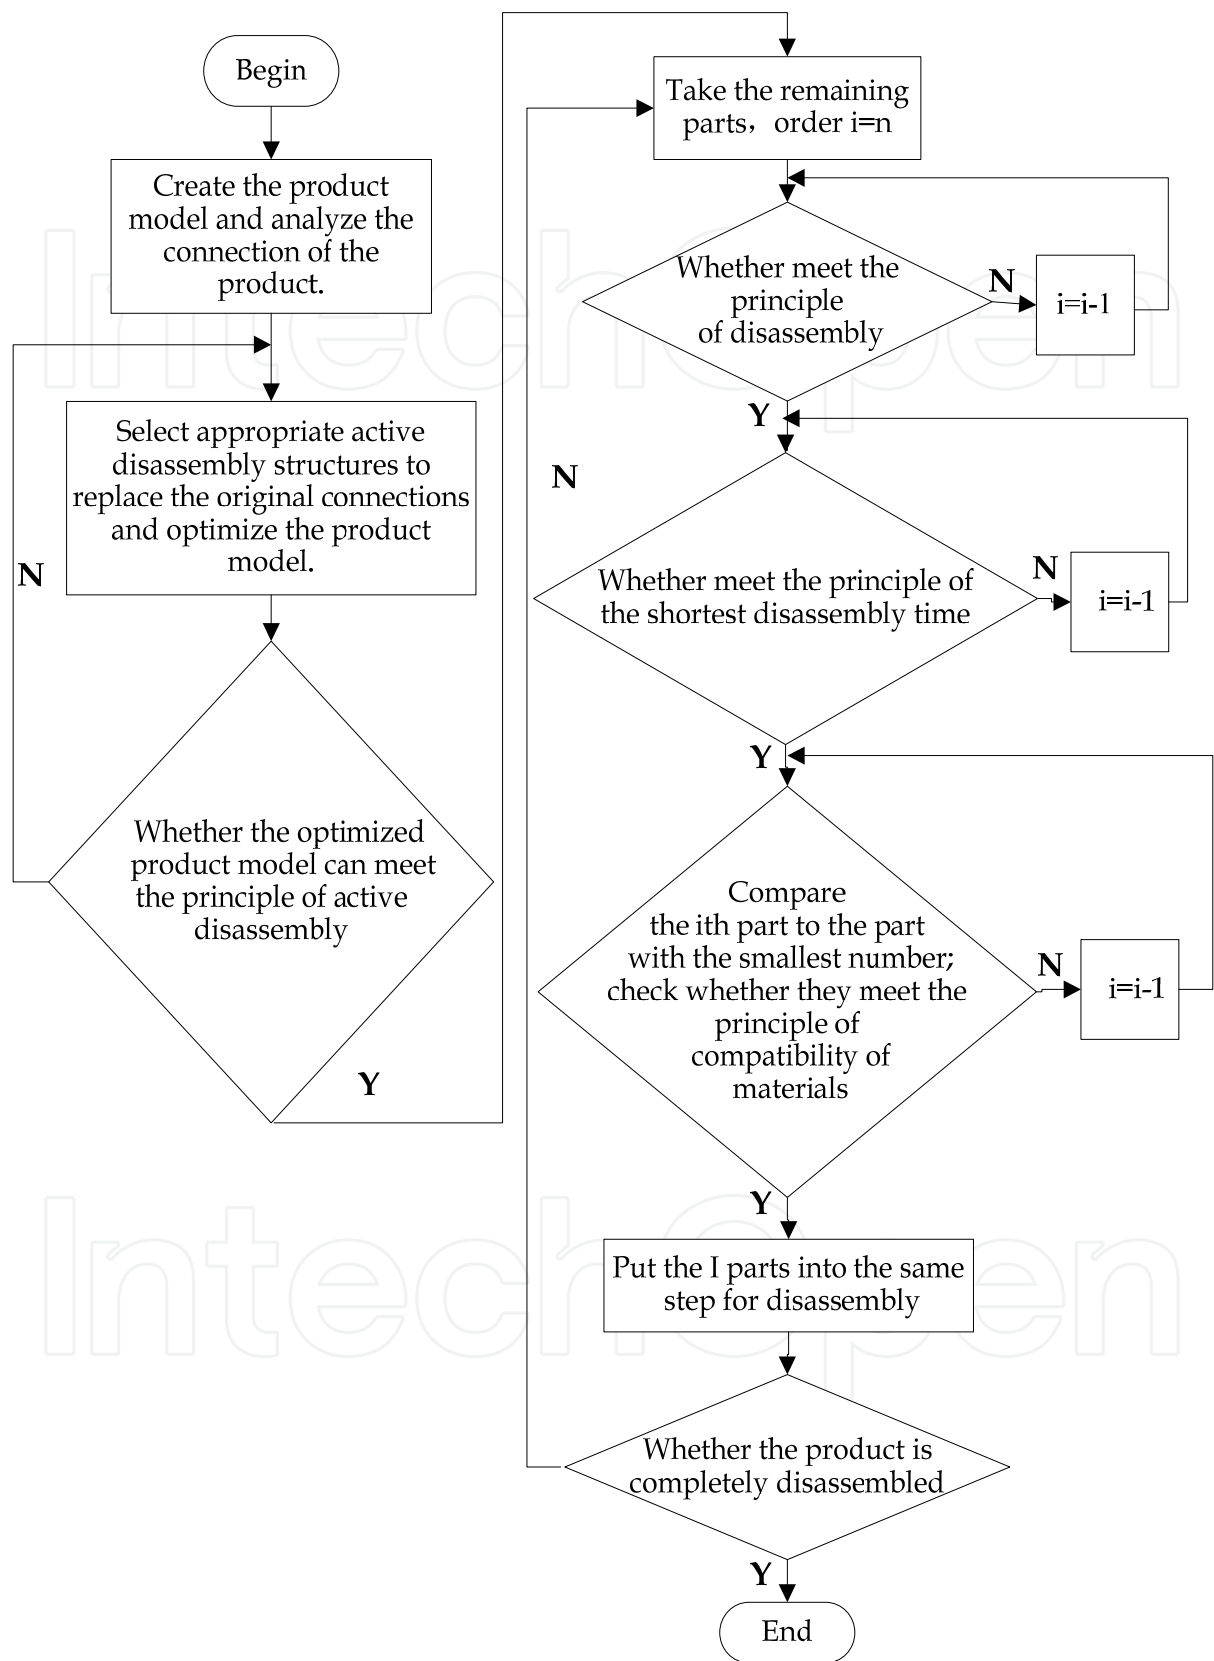 Begin
Create the product
model and analyze the
connection of the
product.
Select appropriate active
disassembly structures to
replace the original connections
and optimize the product
model.
N
Whether the optimized
product model can meet
the principle of active
disassembly
Y
Take the remaining
parts, order i=n
Whether meet the
principle
of disassembly
N
i=i-1
Y
N
Whether meet the principle of
the shortest disassembly time
N
i=i-1
Y
Compare
the ith part to the part
with the smallest number;
check whether they meet the
principle of
compatibility of
materials
N
i=i-1
Y
Put the I parts into the same
step for disassembly
Whether the product is
completely disassembled
Y
End
IntechOpen
IntechOpen